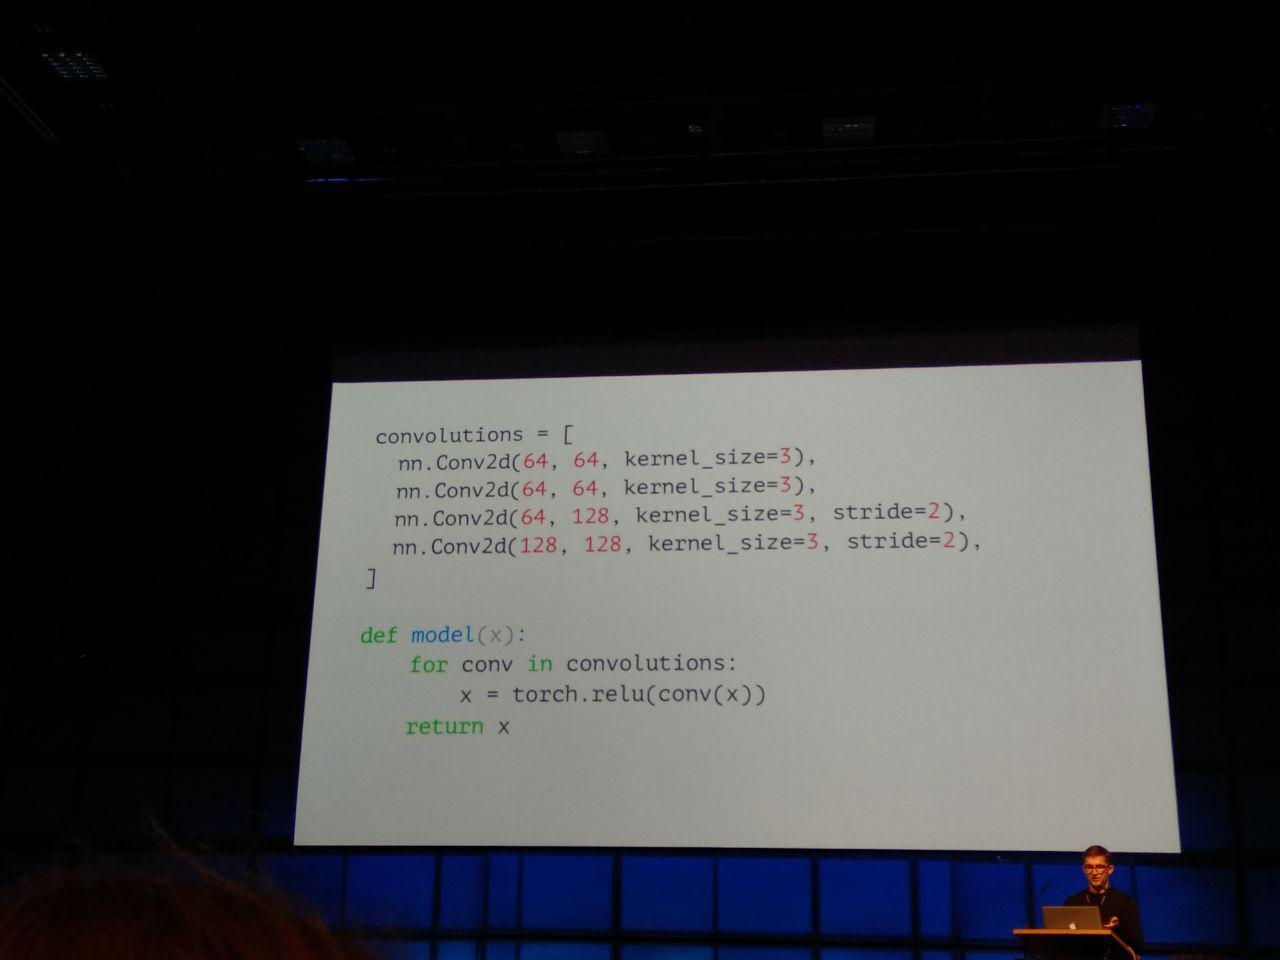 convolutions = [
nn.Conv2d(64, 64, kernel_size=3),
nn.Conv2d(64, 64, kernel_size=3),
nn.Conv2d(64, 128, kernel_size=3, stride=2),
nn.Conv2d(128, 128, kernel_size=3, stride=2),
]
def model(x):
for conv in convolutions:
x = torch.relu(conv(x))
return x